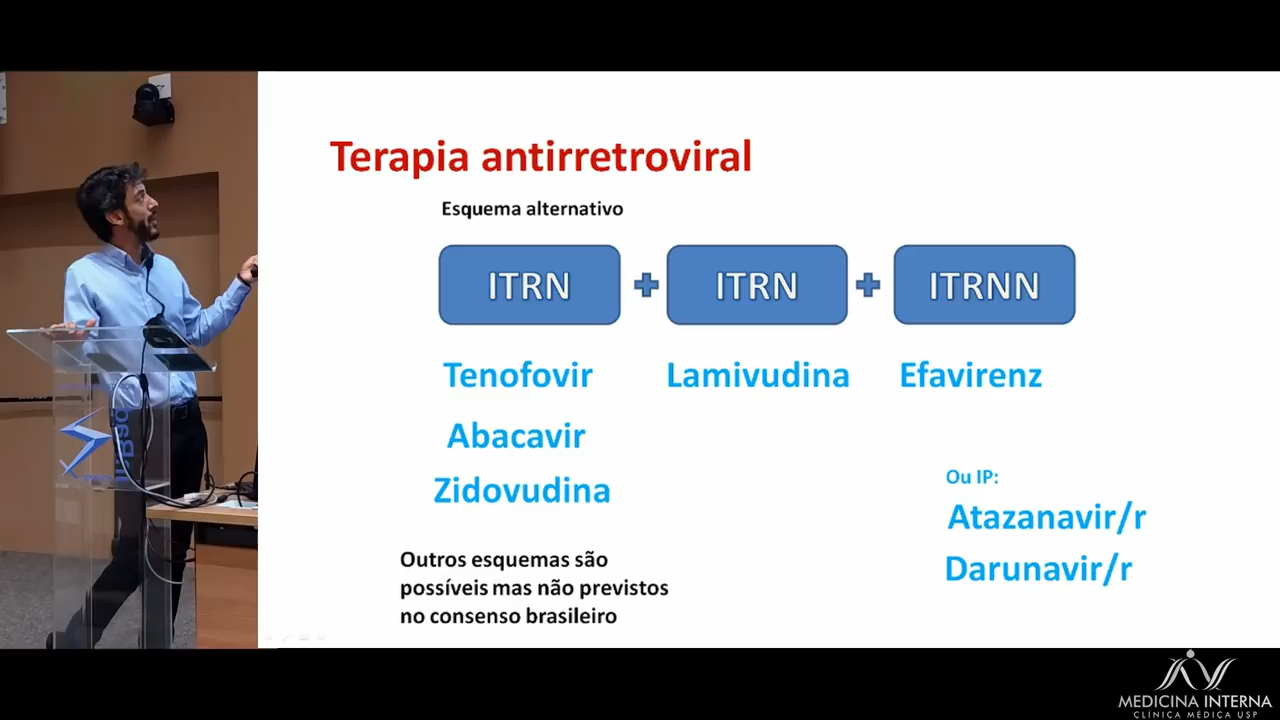 Terapia antirretroviral
Esquema alternativo
ITRN + ITRN + ITRNN
Tenofovir Lamivudina Efavirenz
Abacavir
Zidovudina
Ou IP:
Atazanavir/r
Darunavir/r
Outros esquemas são
possíveis mas não previstos
no consenso brasileiro
MEDICINA INTERNA
CLÍNICA MÉDICA USP